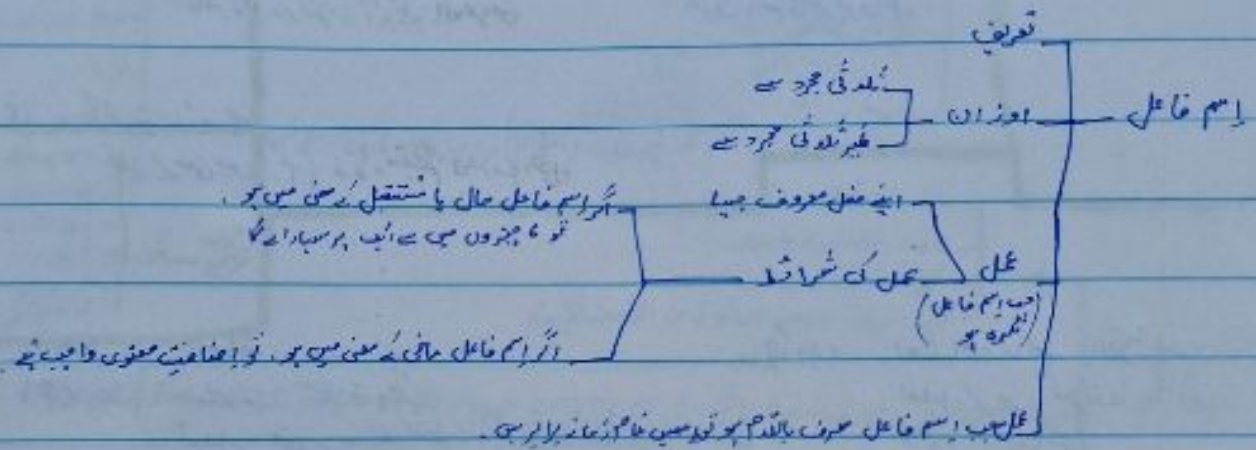 تعریف
اسم فاعل
اوزان
ثلاثی مجرد سے
غیر ثلاثی مجرد سے
عمل
(جب اسم فاعل
نکرہ ہو)
اپنے فعل معروف جیسا
عمل کی شرائط
اگر اسم فاعل حال یا مستقبل کے معنی میں ہو۔
تو ۶ چیزوں میں سے ایک پر سہارا لے گا
اگر اسم فاعل ماضی کے معنی میں ہو۔ تو اضافت معنوی واجب ہے۔
عمل جب اسم فاعل معرف باللام ہو تو اسمیں تمام زمانہ برابر ہیں۔